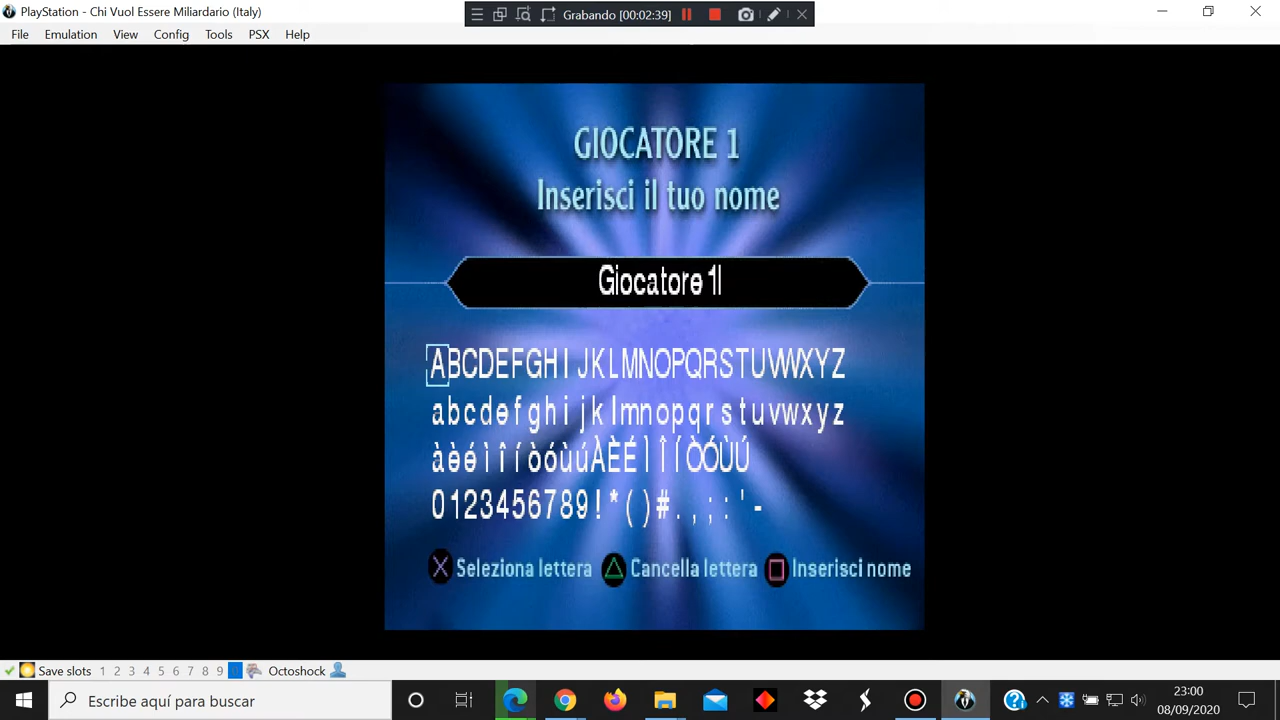 PlayStation - Chi Vuol Essere Miliardario (Italy)
Grabando [00:02:39]
File Emulation View Config Tools PSX Help
GIOCATORE 1
Inserisci il tuo nome
Giocatore 1
ABCDEFGHIJKLMNOPQRSTUVWXYZ
abcdefghijklmnopqrstuvwxyz
àèéìîíòóùúÀÈÉÌÎÍÒÓÙÚ
0123456789!*()#.,;:'-
Seleziona lettera Cancella lettera Inserisci nome
Save slots 1 2 3 4 5 6 7 8 9 0 Octoshock
Escribe aquí para buscar
23:00
08/09/2020